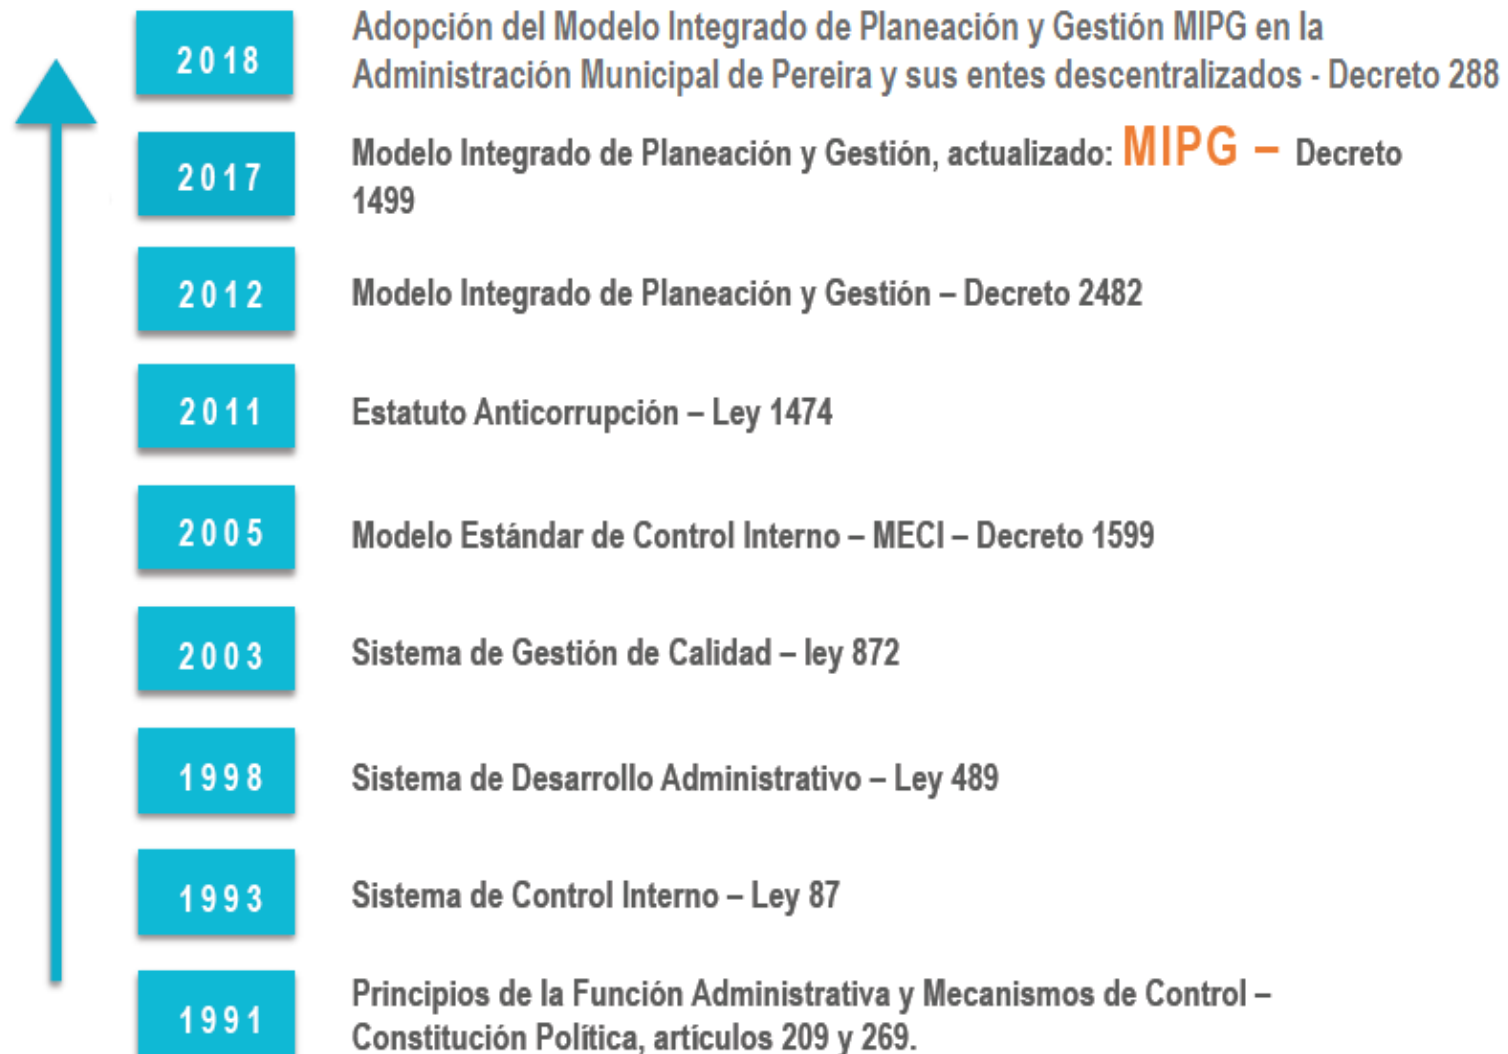 2018
Adopción del Modelo Integrado de Planeación y Gestión MIPG en la
Administración Municipal de Pereira y sus entes descentralizados - Decreto 288
2017
Modelo Integrado de Planeación y Gestión, actualizado: MIPG – Decreto
1499
2012
Modelo Integrado de Planeación y Gestión – Decreto 2482
2011
Estatuto Anticorrupción – Ley 1474
2005
Modelo Estándar de Control Interno – MECI – Decreto 1599
2003
Sistema de Gestión de Calidad – ley 872
1998
Sistema de Desarrollo Administrativo – Ley 489
1993
Sistema de Control Interno – Ley 87
1991
Principios de la Función Administrativa y Mecanismos de Control –
Constitución Política, artículos 209 y 269.